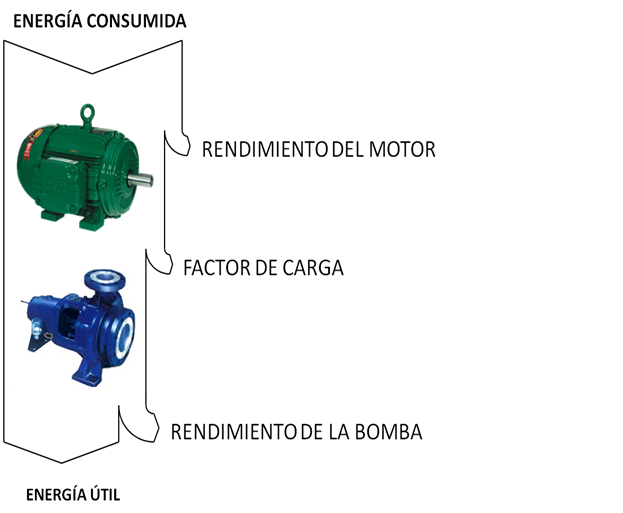 ENERGÍA CONSUMIDA
RENDIMIENTO DEL MOTOR
FACTOR DE CARGA
RENDIMIENTO DE LA BOMBA
ENERGÍA ÚTIL